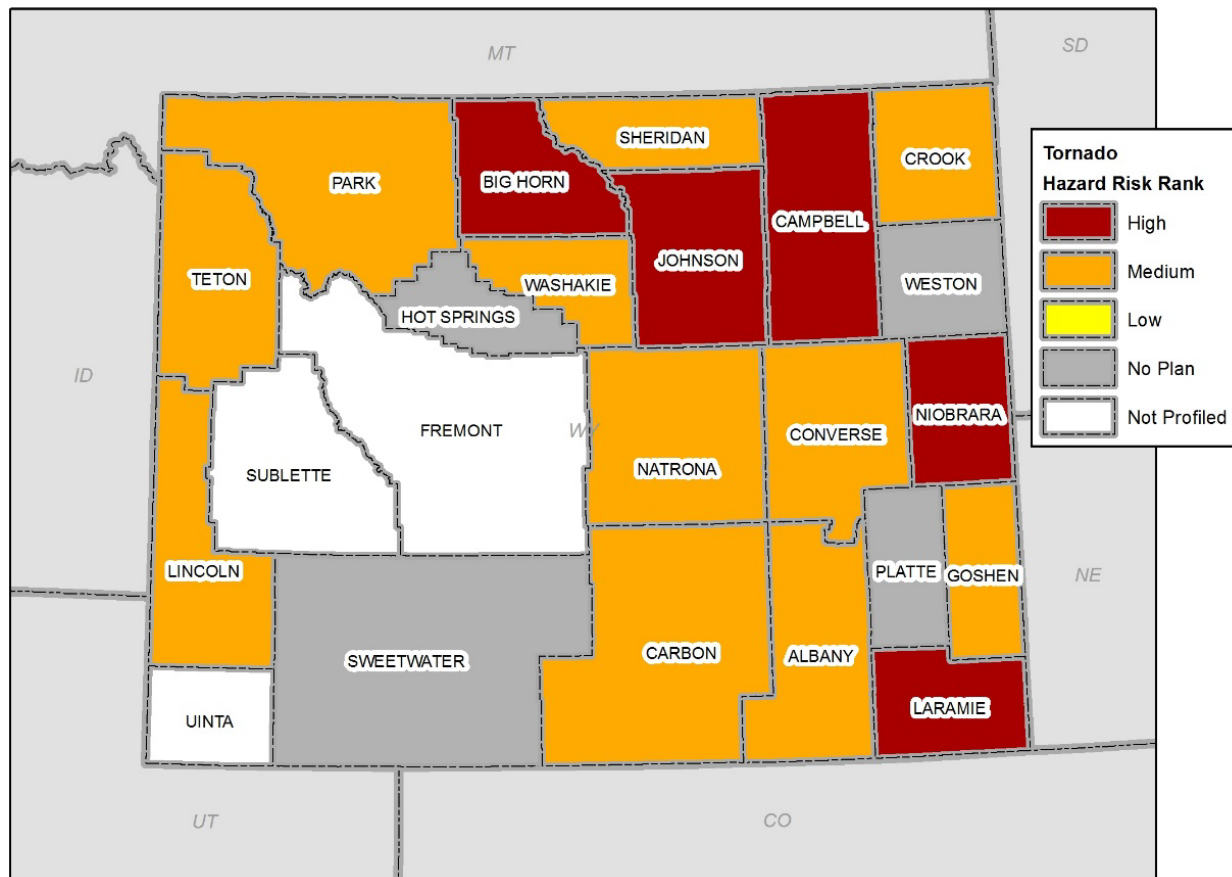 MT
SD
SHERIDAN
CROOK
PARK
BIG HORN
CAMPBELL
JOHNSON
TETON
WASHAKIE
WESTON
HOT SPRINGS
ID
NIOBRARA
FREMONT
WY
CONVERSE
NATRONA
SUBLETTE
LINCOLN
PLATTE
GOSHEN
NE
SWEETWATER
CARBON
ALBANY
UINTA
LARAMIE
UT
CO
Tornado
Hazard Risk Rank
High
Medium
Low
No Plan
Not Profiled